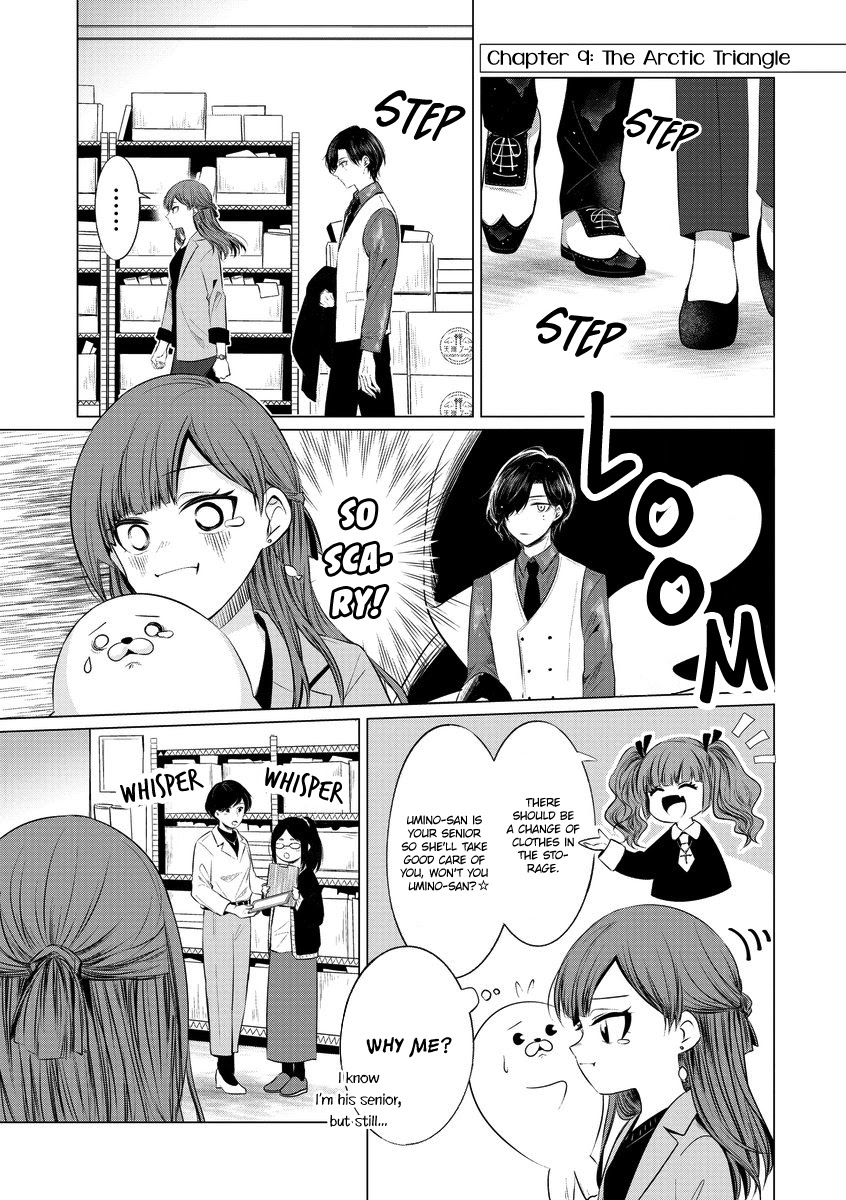 Chapter 9: The Arctic Triangle
STEP
STEP
STEP
....
LOOM
SO
SCA-
RY!
THERE
SHOULD BE
A CHANGE OF
CLOTHES IN
THE STO-
RAGE.
UMINO-SAN IS
YOUR SENIOR
SO SHE'LL TAKE
GOOD CARE OF
YOU, WON'T YOU
UMINO-SAN?☆
WHY ME?
I know
I'm his senior,
but still...
WHISPER
WHISPER